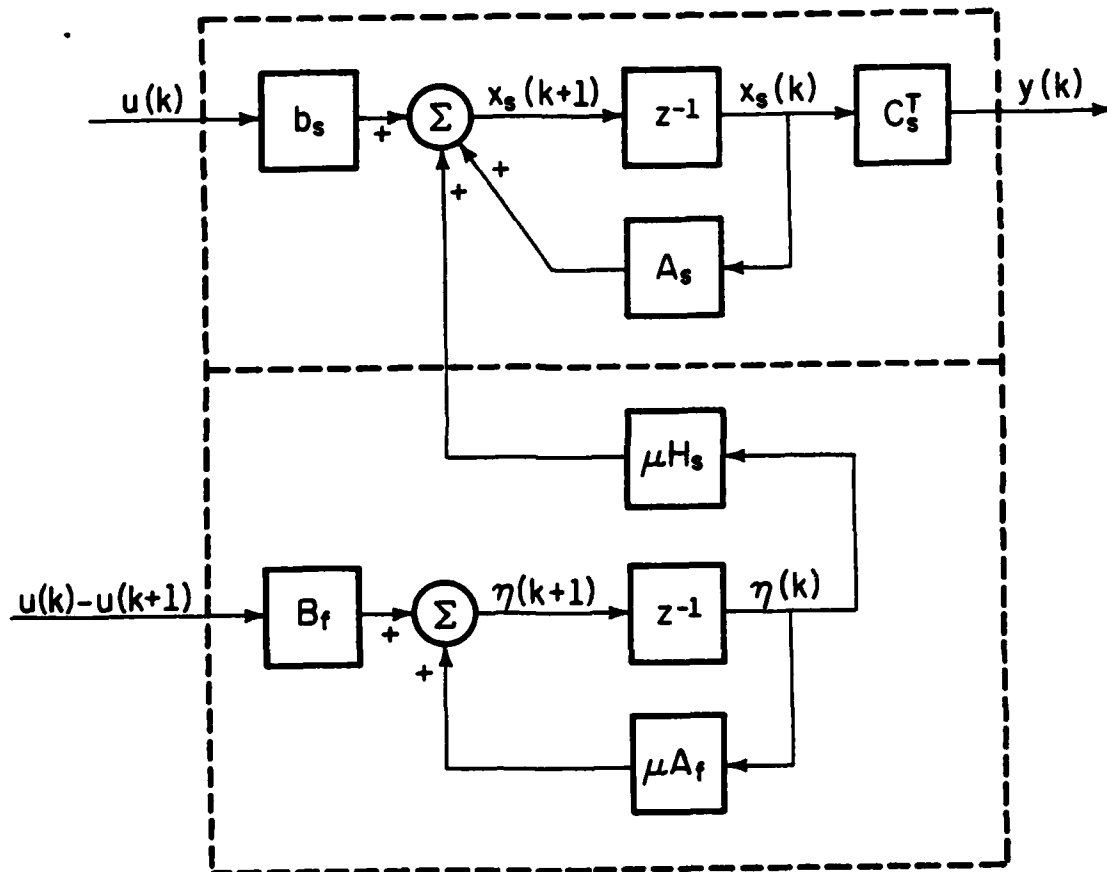 u(k)
b_s
+
Σ
x_s(k+1)
z⁻¹
x_s(k)
C_s^T
y(k)
+
+
A_s
μH_s
u(k)-u(k+1)
B_f
+
Σ
η(k+1)
z⁻¹
η(k)
+
μA_f